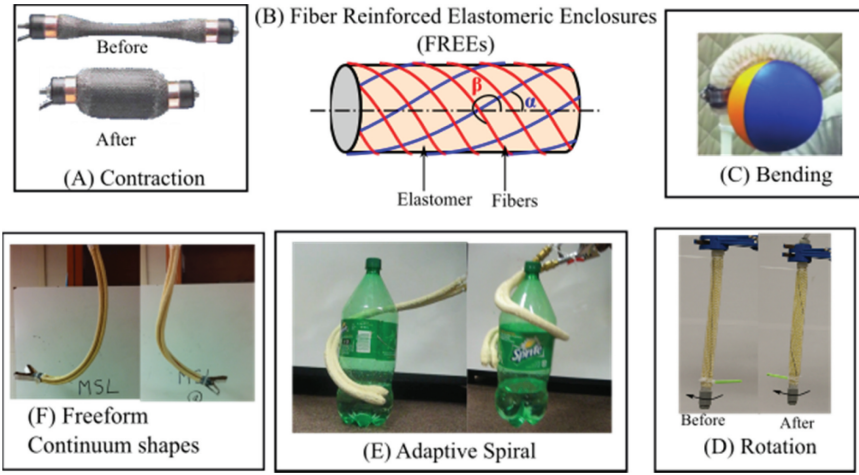 Before
After
(A) Contraction
(B) Fiber Reinforced Elastomeric Enclosures
(FREEs)
β
α
Elastomer
Fibers
(C) Bending
MSL
(F) Freeform
Continuum shapes
Sprite
(E) Adaptive Spiral
Before
After
(D) Rotation